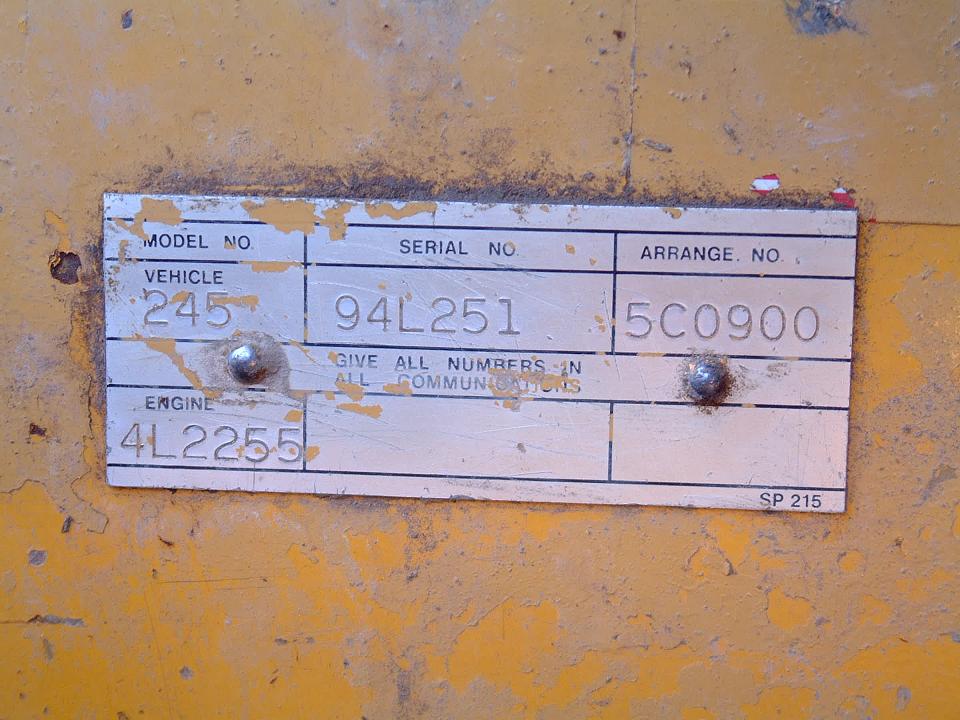 MODEL NO. SERIAL NO. ARRANGE. NO.
VEHICLE
245 94L251 5C0900
GIVE ALL NUMBERS IN
ALL COMMUNICATIONS
ENGINE
4L2255
SP 215